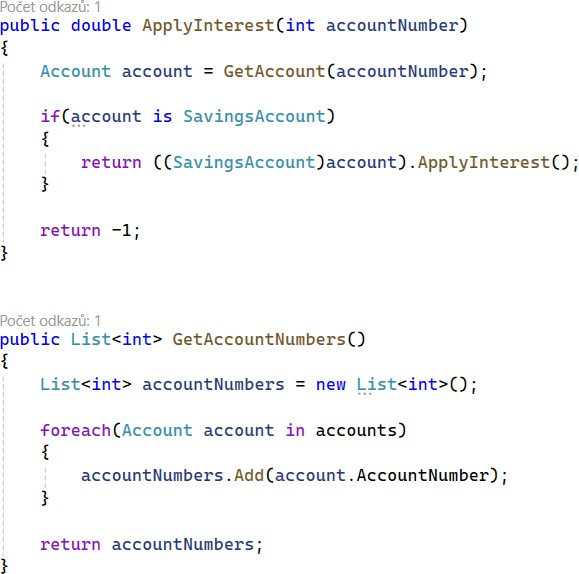 Počet odkazů: 1
public double ApplyInterest(int accountNumber)
{
    Account account = GetAccount(accountNumber);

    if(account is SavingsAccount)
    {
        return ((SavingsAccount)account).ApplyInterest();
    }

    return -1;
}

Počet odkazů: 1
public List<int> GetAccountNumbers()
{
    List<int> accountNumbers = new List<int>();

    foreach(Account account in accounts)
    {
        accountNumbers.Add(account.AccountNumber);
    }

    return accountNumbers;
}